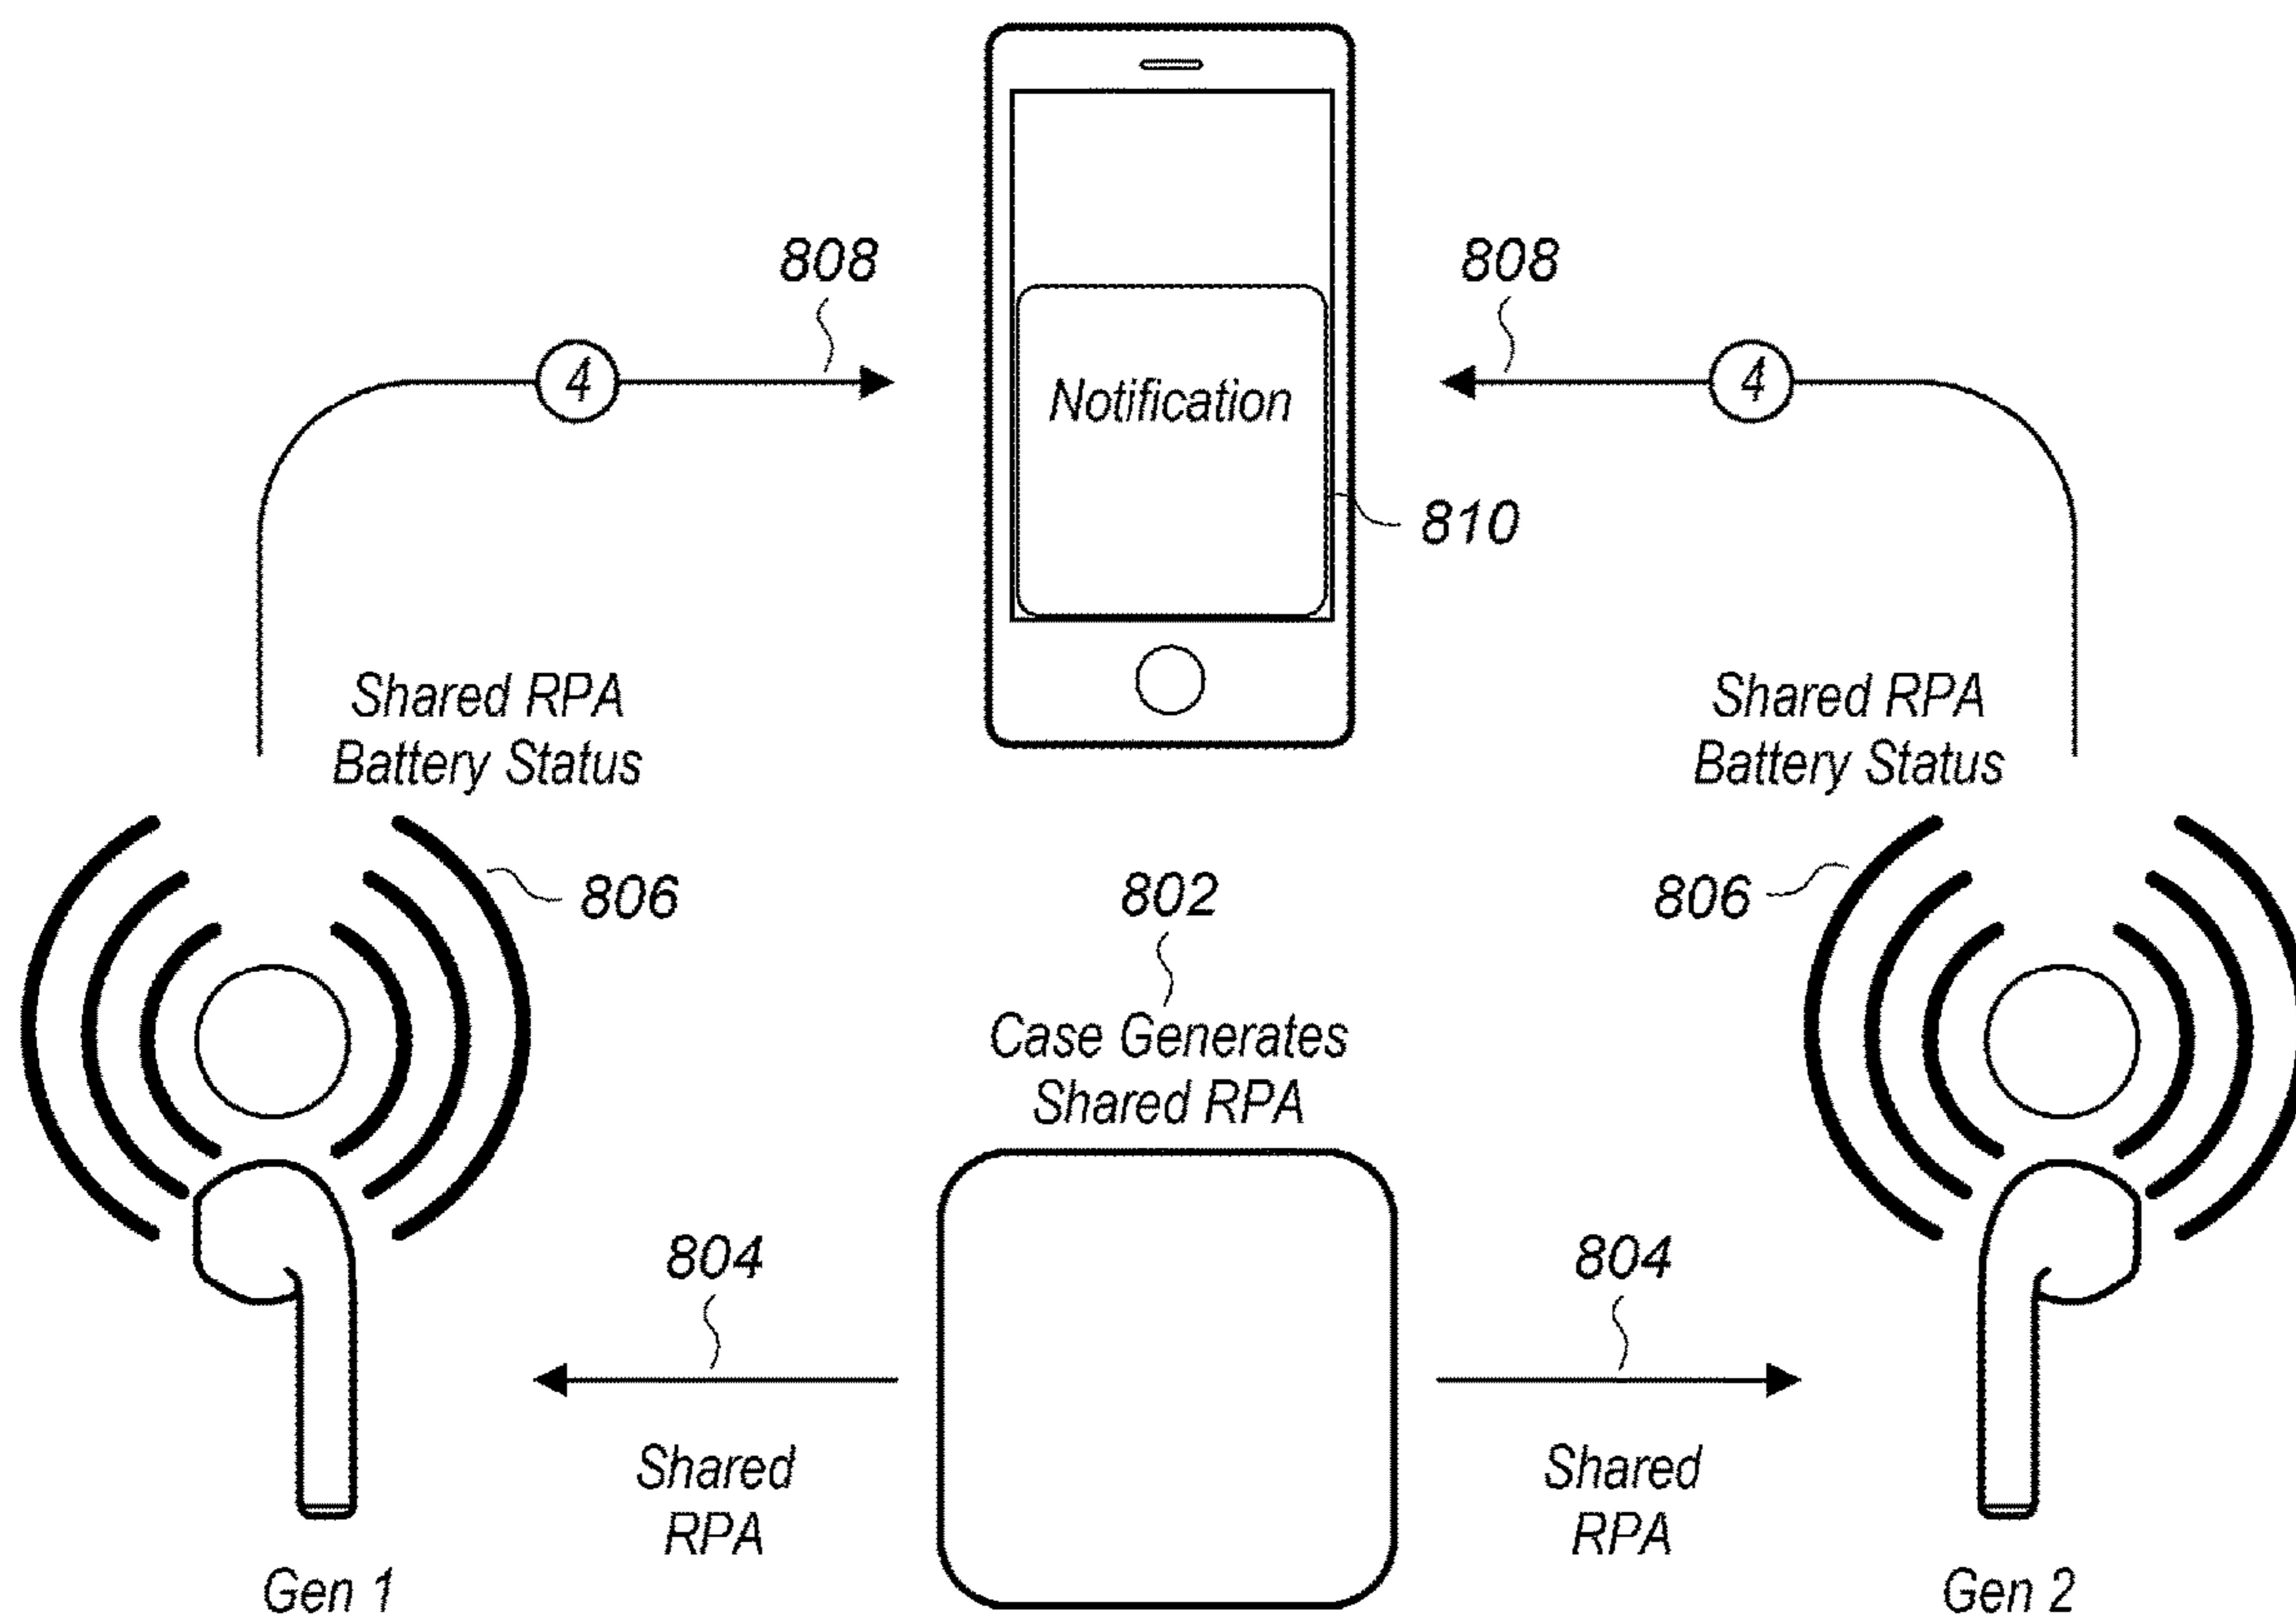 808
808
4
4
Notification
810
Shared RPA
Battery Status
Shared RPA
Battery Status
806
802
806
Case Generates
Shared RPA
804
804
Shared
RPA
Shared
RPA
Gen 1
Gen 2